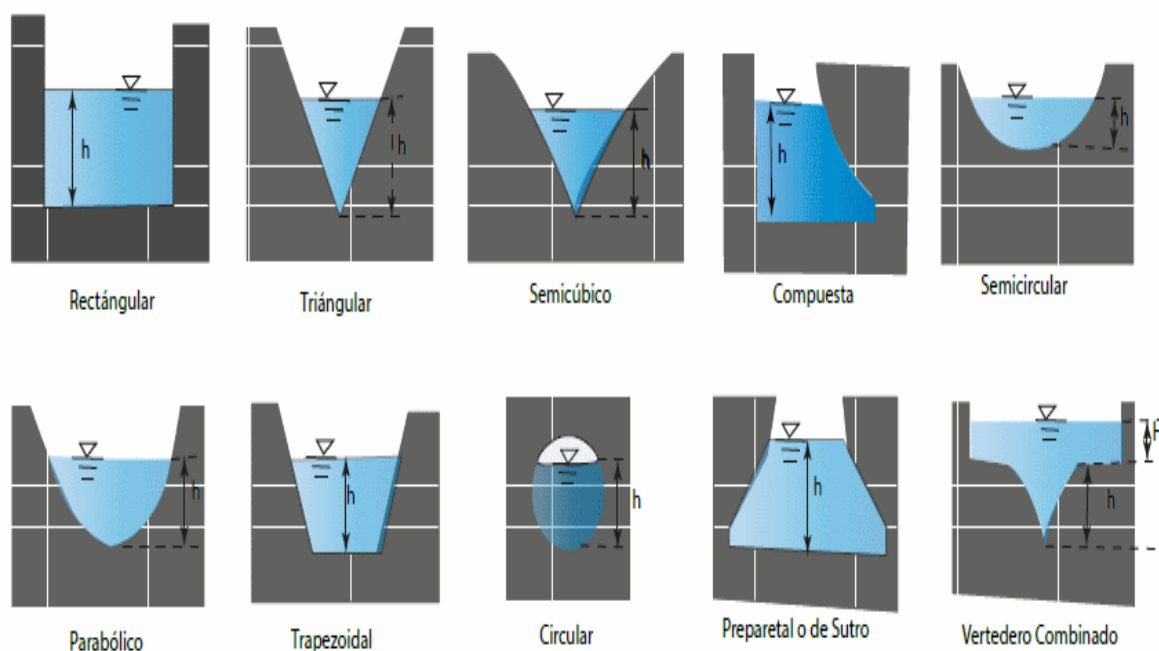 h
h
h
h
h
Rectángular
Triángular
Semicúbico
Compuesta
Semicircular
h
h
h
h
h
Parabólico
Trapezoidal
Circular
Preparetal o de Sutro
Vertedero Combinado